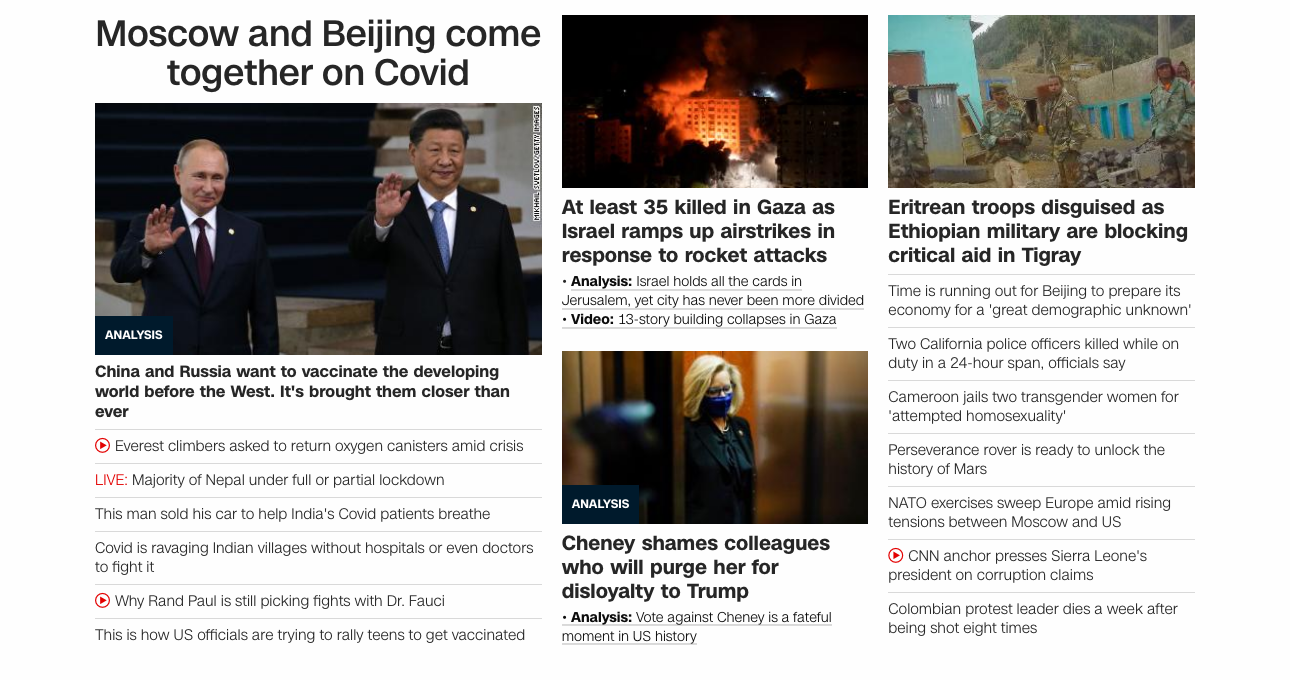 Moscow and Beijing come
together on Covid
MIKHAIL SVETLOV/GETTY IMAGES
ANALYSIS
China and Russia want to vaccinate the developing
world before the West. It's brought them closer than
ever
Everest climbers asked to return oxygen canisters amid crisis
LIVE: Majority of Nepal under full or partial lockdown
This man sold his car to help India's Covid patients breathe
Covid is ravaging Indian villages without hospitals or even doctors
to fight it
Why Rand Paul is still picking fights with Dr. Fauci
This is how US officials are trying to rally teens to get vaccinated
At least 35 killed in Gaza as
Israel ramps up airstrikes in
response to rocket attacks
• Analysis: Israel holds all the cards in
Jerusalem, yet city has never been more divided
• Video: 13-story building collapses in Gaza
ANALYSIS
Cheney shames colleagues
who will purge her for
disloyalty to Trump
• Analysis: Vote against Cheney is a fateful
moment in US history
Eritrean troops disguised as
Ethiopian military are blocking
critical aid in Tigray
Time is running out for Beijing to prepare its
economy for a 'great demographic unknown'
Two California police officers killed while on
duty in a 24-hour span, officials say
Cameroon jails two transgender women for
'attempted homosexuality'
Perseverance rover is ready to unlock the
history of Mars
NATO exercises sweep Europe amid rising
tensions between Moscow and US
CNN anchor presses Sierra Leone's
president on corruption claims
Colombian protest leader dies a week after
being shot eight times